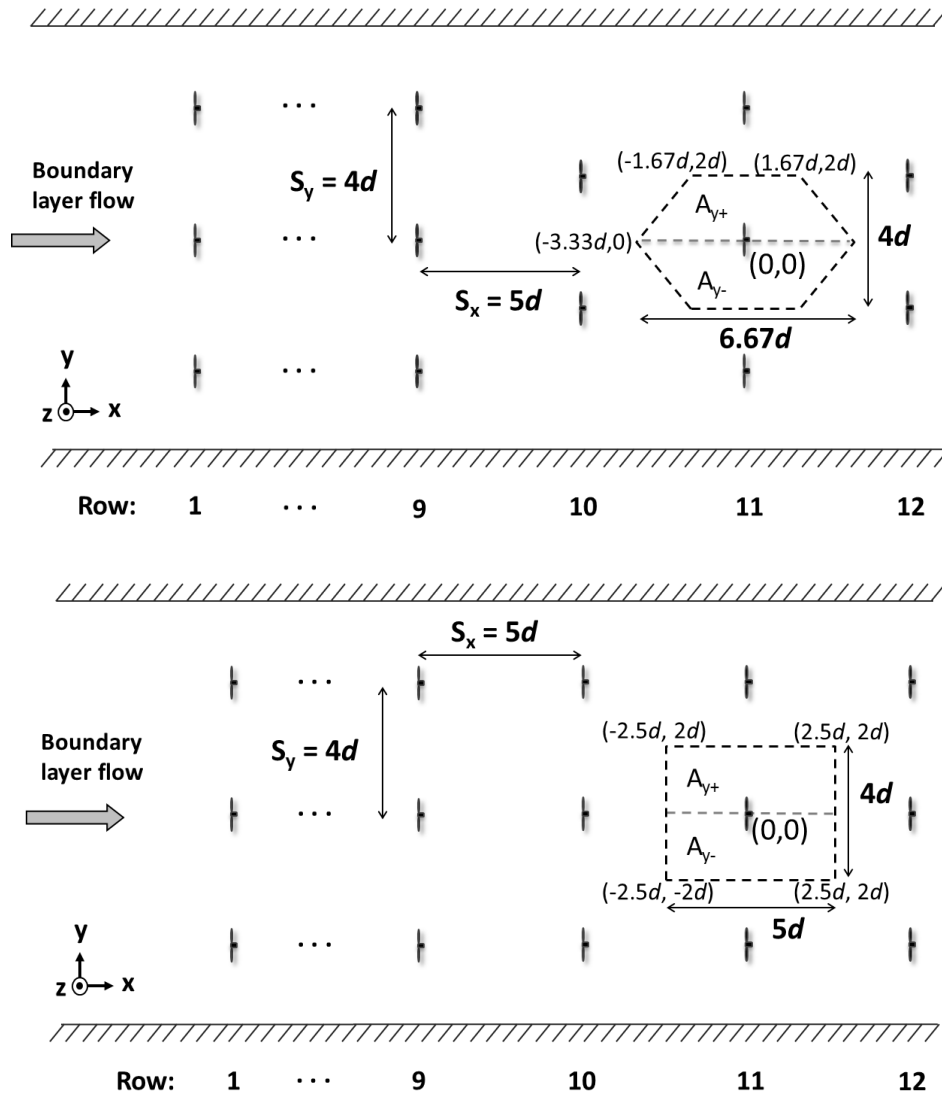 S_y = 4d
Boundary
layer flow
(-1.67d,2d)
(1.67d,2d)
A_y+
4d
(-3.33d,0)
(0,0)
A_y-
S_x = 5d
6.67d
y
z
x
Row: 1 ... 9 10 11 12
S_x = 5d
S_y = 4d
Boundary
layer flow
(-2.5d, 2d)
(2.5d, 2d)
A_y+
4d
(0,0)
A_y-
(-2.5d, -2d)
(2.5d, 2d)
5d
y
z
x
Row: 1 ... 9 10 11 12